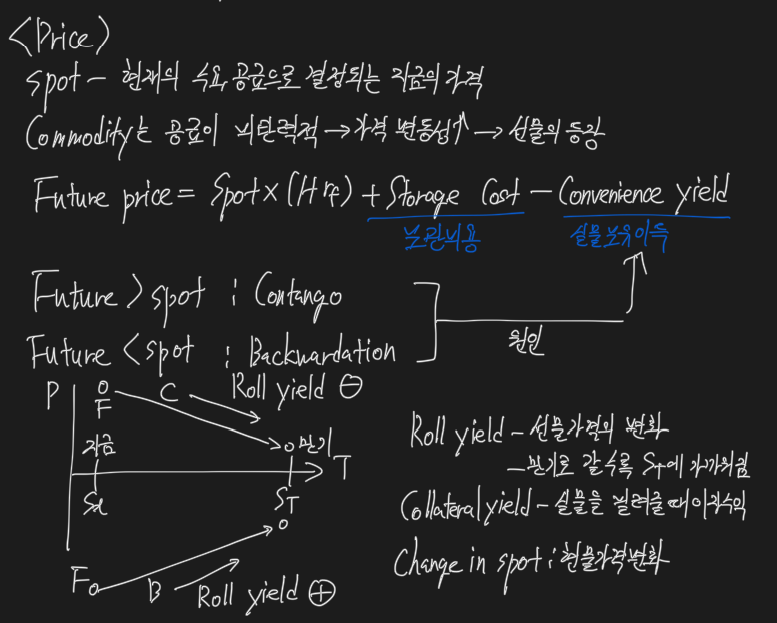 <Price>
Spot – 현재의 수요 공급으로 결정되는 지금의 가격
Commodity는 공급이 비탄력적 → 가격 변동성↑ → 선물의 등장
Future price = Spot × (1+rf) + Storage Cost – Convenience yield
보관비용 실물보유이득
Future > spot : Contango
원인
Future < spot : Backwardation
P F C Roll yield ⊖
지금 만기 T
ST
F B Roll yield ⊕
Roll yield – 선물가격의 변화
– 만기로 갈수록 ST에 가까워짐
Collateral yield – 실물을 빌려줄 때 이자수익
Change in spot : 현물가격변화